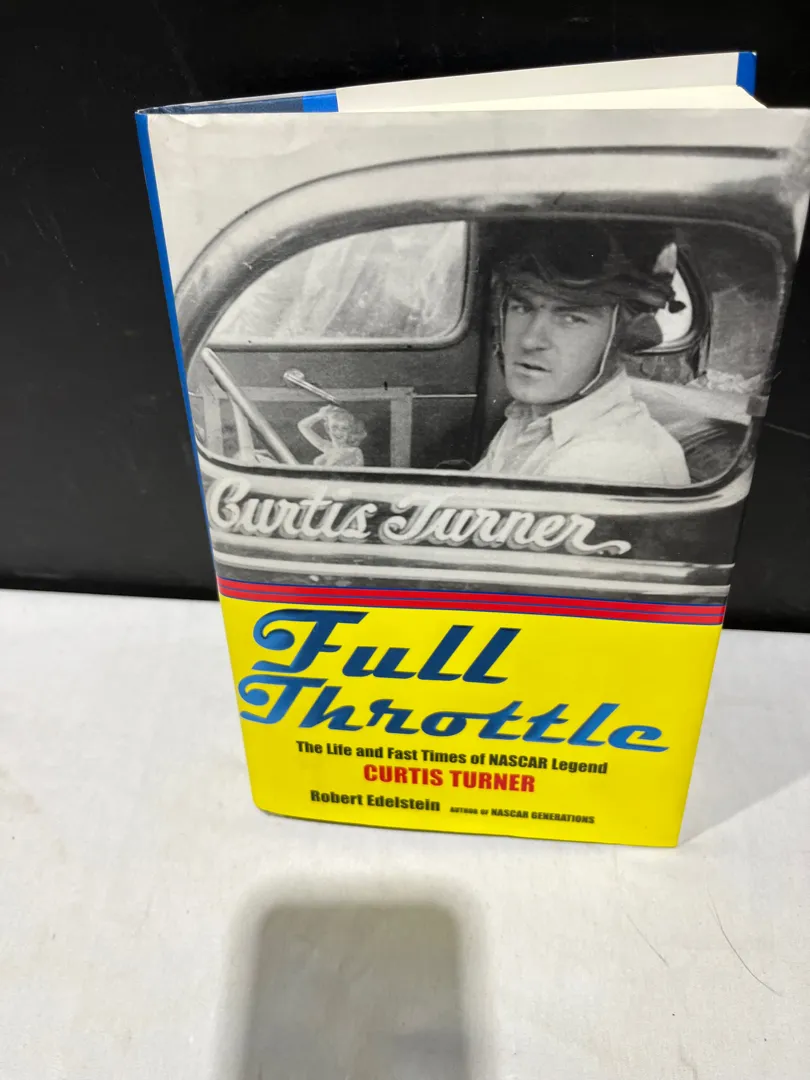 Curtis Turner
Full
Throttle
The Life and Fast Times of NASCAR Legend
CURTIS TURNER
Robert Edelstein AUTHOR OF NASCAR GENERATIONS